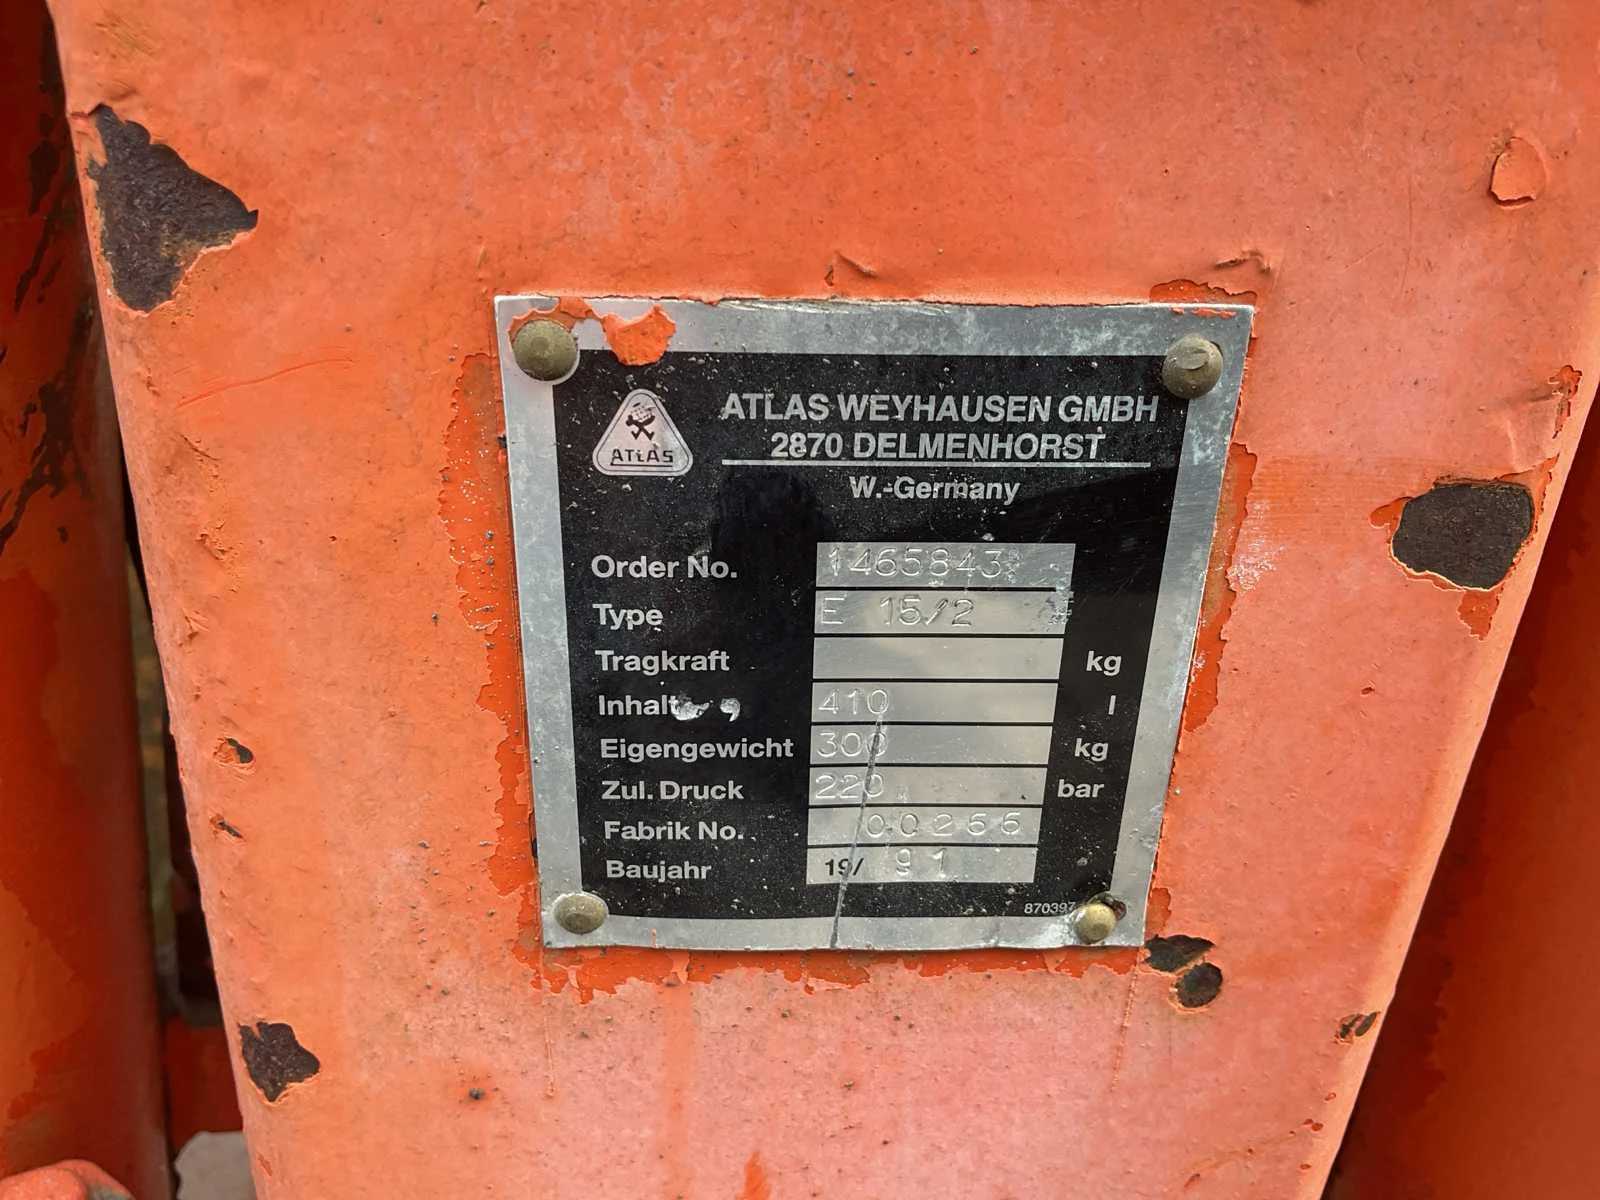 ATLAS
ATLAS WEYHAUSEN GMBH
2870 DELMENHORST
W.-Germany
Order No. 1465843
Type E 15/2
Tragkraft kg
Inhalt 410 l
Eigengewicht 300 kg
Zul. Druck 220 bar
Fabrik No. 00266
Baujahr 19/ 91
870397